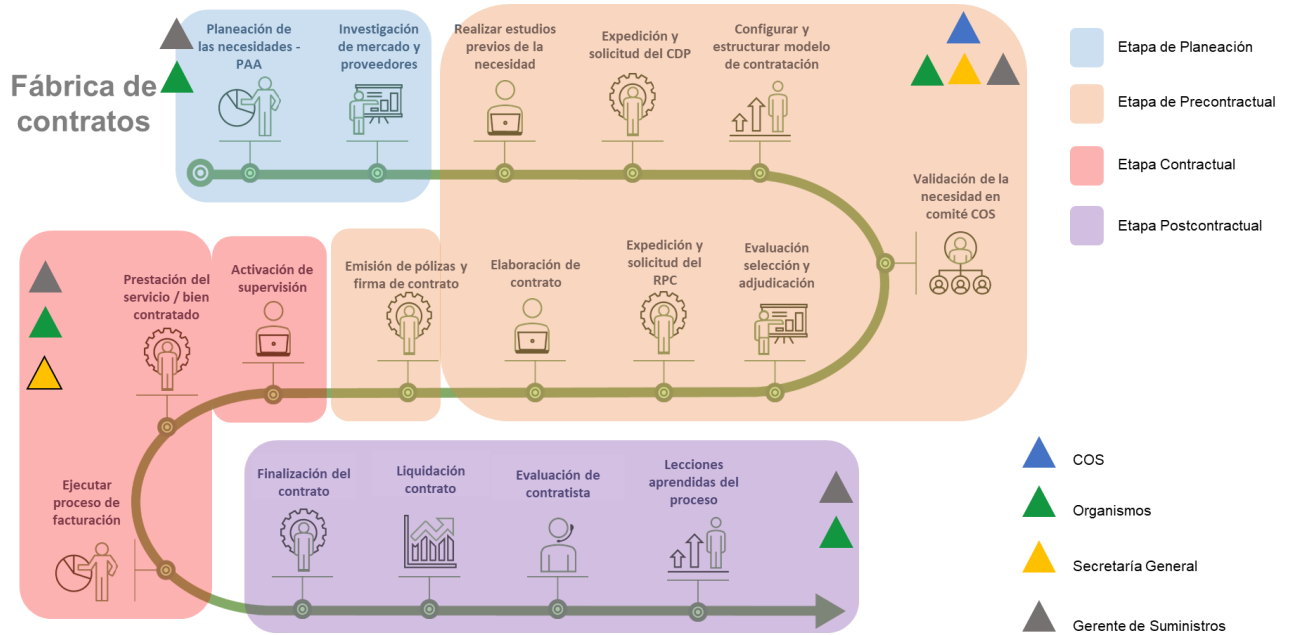 Fábrica de
contratos
Planeación de
las necesidades -
PAA
Investigación
de mercado y
proveedores
Realizar estudios
previos de la
necesidad
Expedición y
solicitud del CDP
Configurar y
estructurar modelo
de contratación
Validación de la
necesidad en
comité COS
Evaluación
selección y
adjudicación
Expedición y
solicitud del
RPC
Elaboración de
contrato
Emisión de pólizas y
firma de contrato
Activación de
supervisión
Prestación del
servicio / bien
contratado
Ejecutar
proceso de
facturación
Finalización del
contrato
Liquidación
contrato
Evaluación de
contratista
Lecciones
aprendidas del
proceso
Etapa de Planeación
Etapa de Precontractual
Etapa Contractual
Etapa Postcontractual
COS
Organismos
Secretaría General
Gerente de Suministros